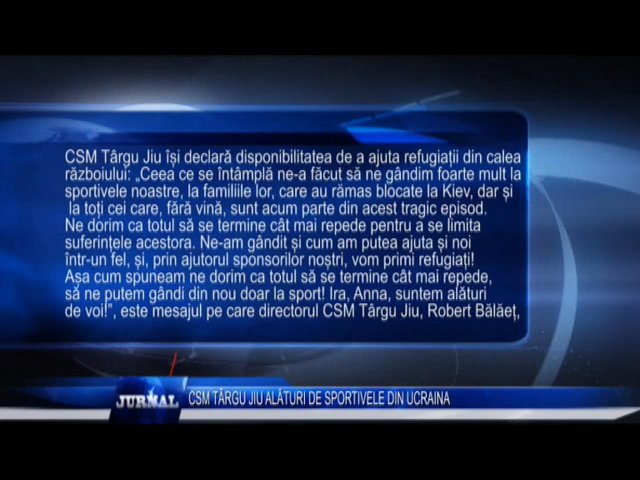 CSM Târgu Jiu își declară disponibilitatea de a ajuta refugiații din calea
războiului: „Ceea ce se întâmplă ne-a făcut să ne gândim foarte mult la
sportivele noastre, la familiile lor, care au rămas blocate la Kiev, dar și
la toți cei care, fără vină, sunt acum parte din acest tragic episod.
Ne dorim ca totul să se termine cât mai repede pentru a se limita
suferințele acestora. Ne-am gândit și cum am putea ajuta și noi
într-un fel, și, prin ajutorul sponsorilor noștri, vom primi refugiați!
Așa cum spuneam ne dorim ca totul să se termine cât mai repede,
să ne putem gândi din nou doar la sport! Ira, Anna, suntem alături
de voi!”, este mesajul pe care directorul CSM Târgu Jiu, Robert Bălăeț,
JURNAL
CSM TÂRGU JIU ALĂTURI DE SPORTIVELE DIN UCRAINA